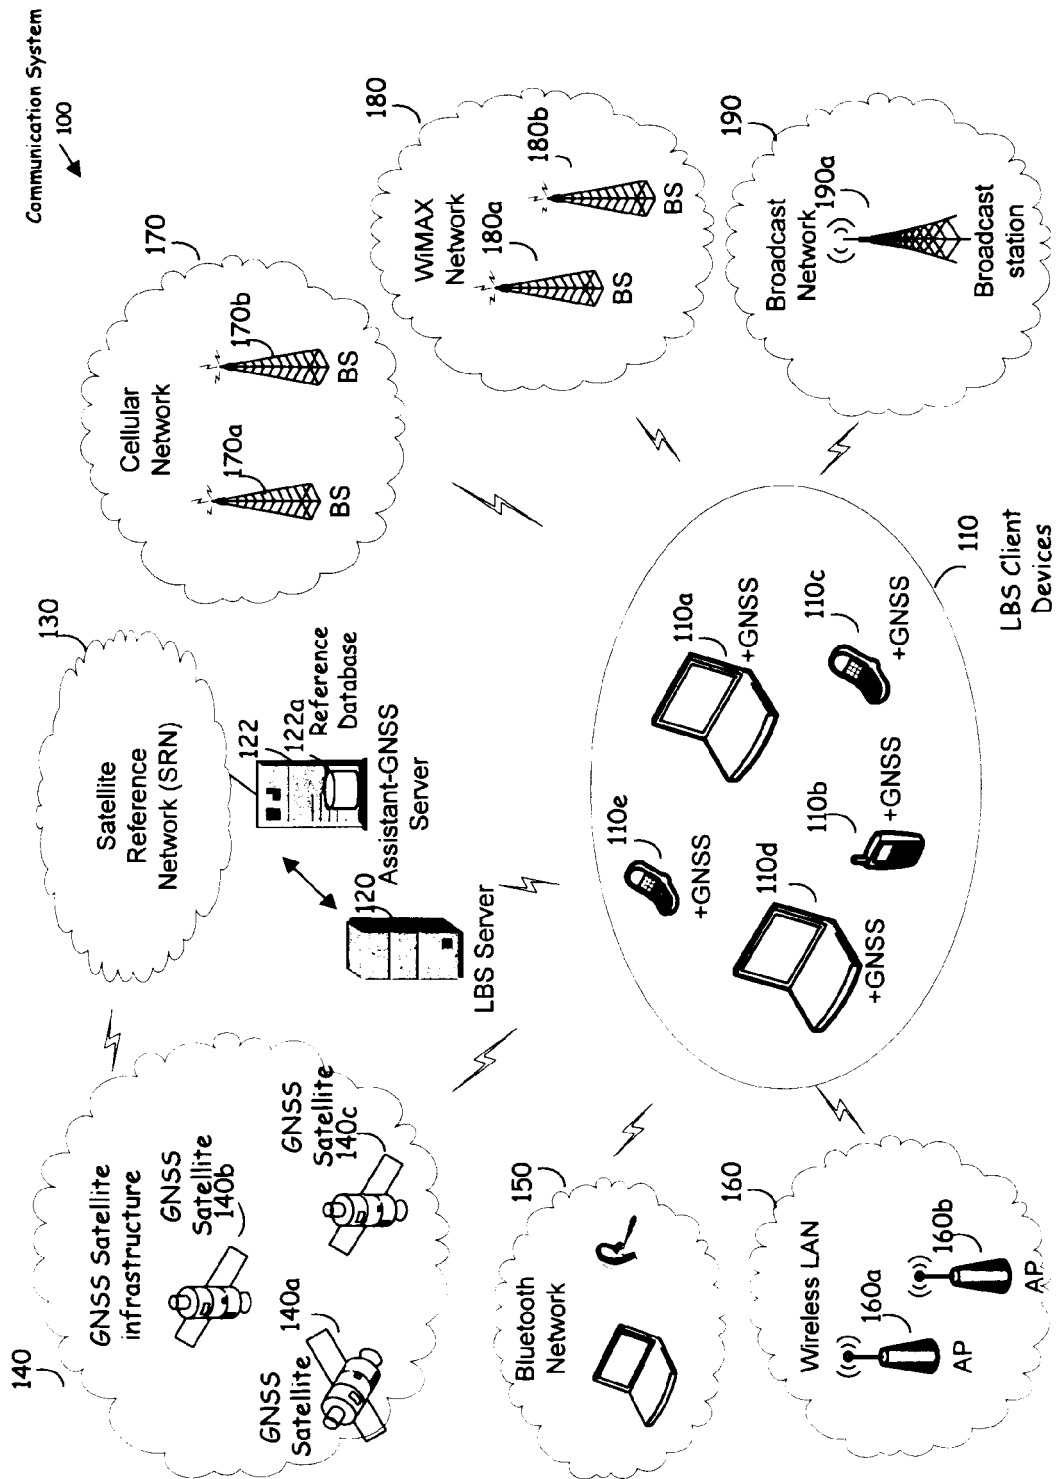 Communication System
100
140
GNSS Satellite
infrastructure
GNSS
Satellite
140b
GNSS
Satellite
140a
GNSS
Satellite
140c
130
Satellite
Reference
Network (SRN)
122
122a
Reference
Database
Assistant-GNSS
Server
120
LBS Server
170
Cellular
Network
170a
BS
170b
BS
180
WiMAX
Network
180a
BS
180b
BS
190
Broadcast
Network
190a
Broadcast
station
150
Bluetooth
Network
160
Wireless LAN
160a
AP
160b
AP
110a
+GNSS
110e
+GNSS
110c
+GNSS
110d
+GNSS
110b
+GNSS
110
LBS Client
Devices